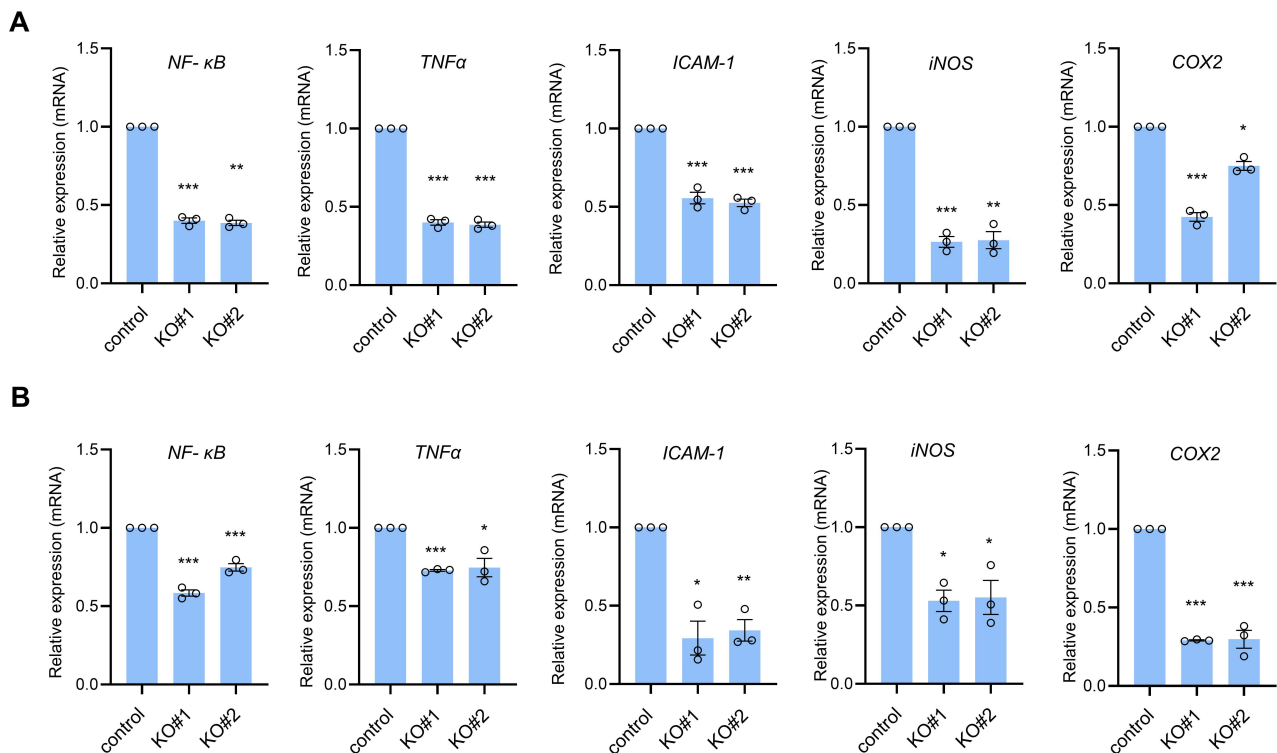 A
NF- κB
Relative expression (mRNA)
1.5
1.0
0.5
0.0
***
**
control
KO#1
KO#2
TNFα
Relative expression (mRNA)
1.5
1.0
0.5
0.0
***
***
control
KO#1
KO#2
ICAM-1
Relative expression (mRNA)
1.5
1.0
0.5
0.0
***
***
control
KO#1
KO#2
iNOS
Relative expression (mRNA)
1.5
1.0
0.5
0.0
***
**
control
KO#1
KO#2
COX2
Relative expression (mRNA)
1.5
1.0
0.5
0.0
***
*
control
KO#1
KO#2
B
NF- κB
Relative expression (mRNA)
1.5
1.0
0.5
0.0
***
***
control
KO#1
KO#2
TNFα
Relative expression (mRNA)
1.5
1.0
0.5
0.0
***
*
control
KO#1
KO#2
ICAM-1
Relative expression (mRNA)
1.5
1.0
0.5
0.0
*
**
control
KO#1
KO#2
iNOS
Relative expression (mRNA)
1.5
1.0
0.5
0.0
*
*
control
KO#1
KO#2
COX2
Relative expression (mRNA)
1.5
1.0
0.5
0.0
***
***
control
KO#1
KO#2